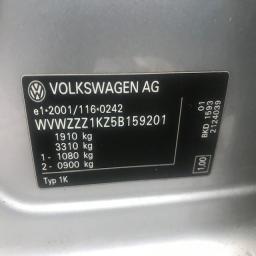 VOLKSWAGEN AG
e1*2001/116*0242
WVWZZZ1KZ5B159201
1910 kg
3310 kg
1 - 1080 kg
2 - 0900 kg
Typ 1K
01
BKD 1593
2124039
1,00